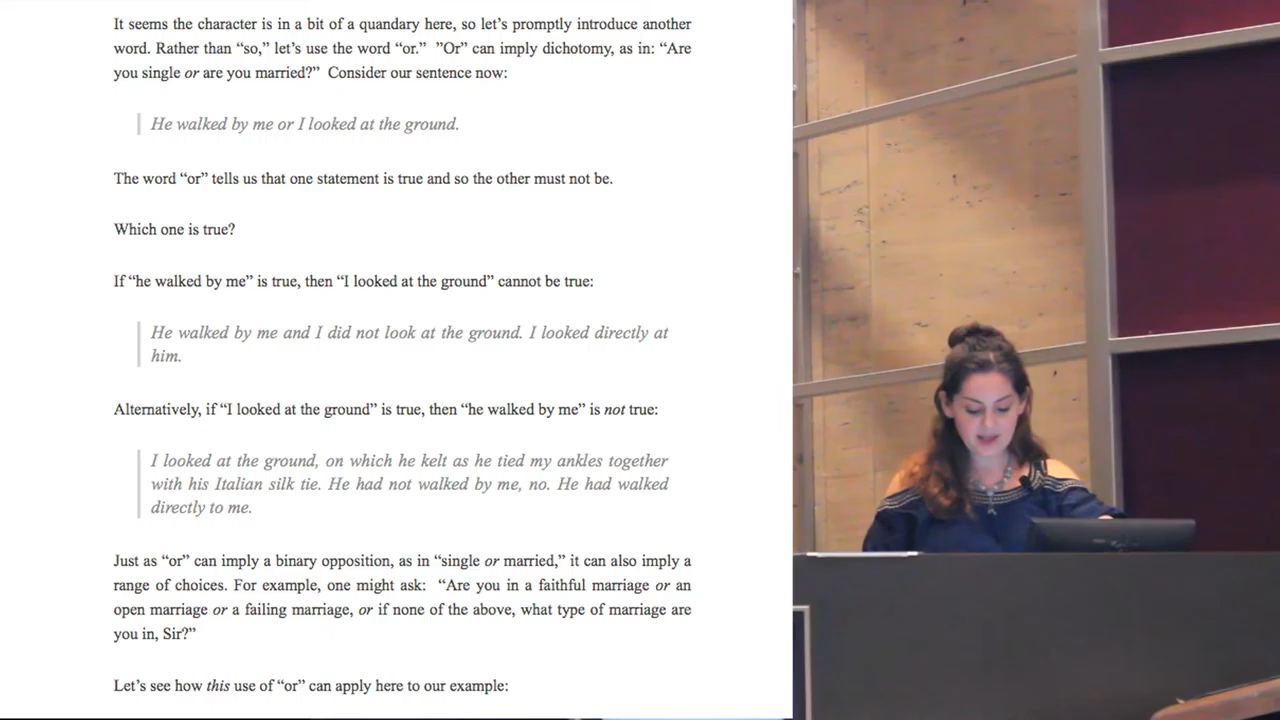 It seems the character is in a bit of a quandary here, so let’s promptly introduce another
word. Rather than “so,” let’s use the word “or.” ”Or” can imply dichotomy, as in: “Are
you single or are you married?” Consider our sentence now:
He walked by me or I looked at the ground.
The word “or” tells us that one statement is true and so the other must not be.
Which one is true?
If “he walked by me” is true, then “I looked at the ground” cannot be true:
He walked by me and I did not look at the ground. I looked directly at
him.
Alternatively, if “I looked at the ground” is true, then “he walked by me” is not true:
I looked at the ground, on which he kelt as he tied my ankles together
with his Italian silk tie. He had not walked by me, no. He had walked
directly to me.
Just as “or” can imply a binary opposition, as in “single or married,” it can also imply a
range of choices. For example, one might ask: “Are you in a faithful marriage or an
open marriage or a failing marriage, or if none of the above, what type of marriage are
you in, Sir?”
Let’s see how this use of “or” can apply here to our example: